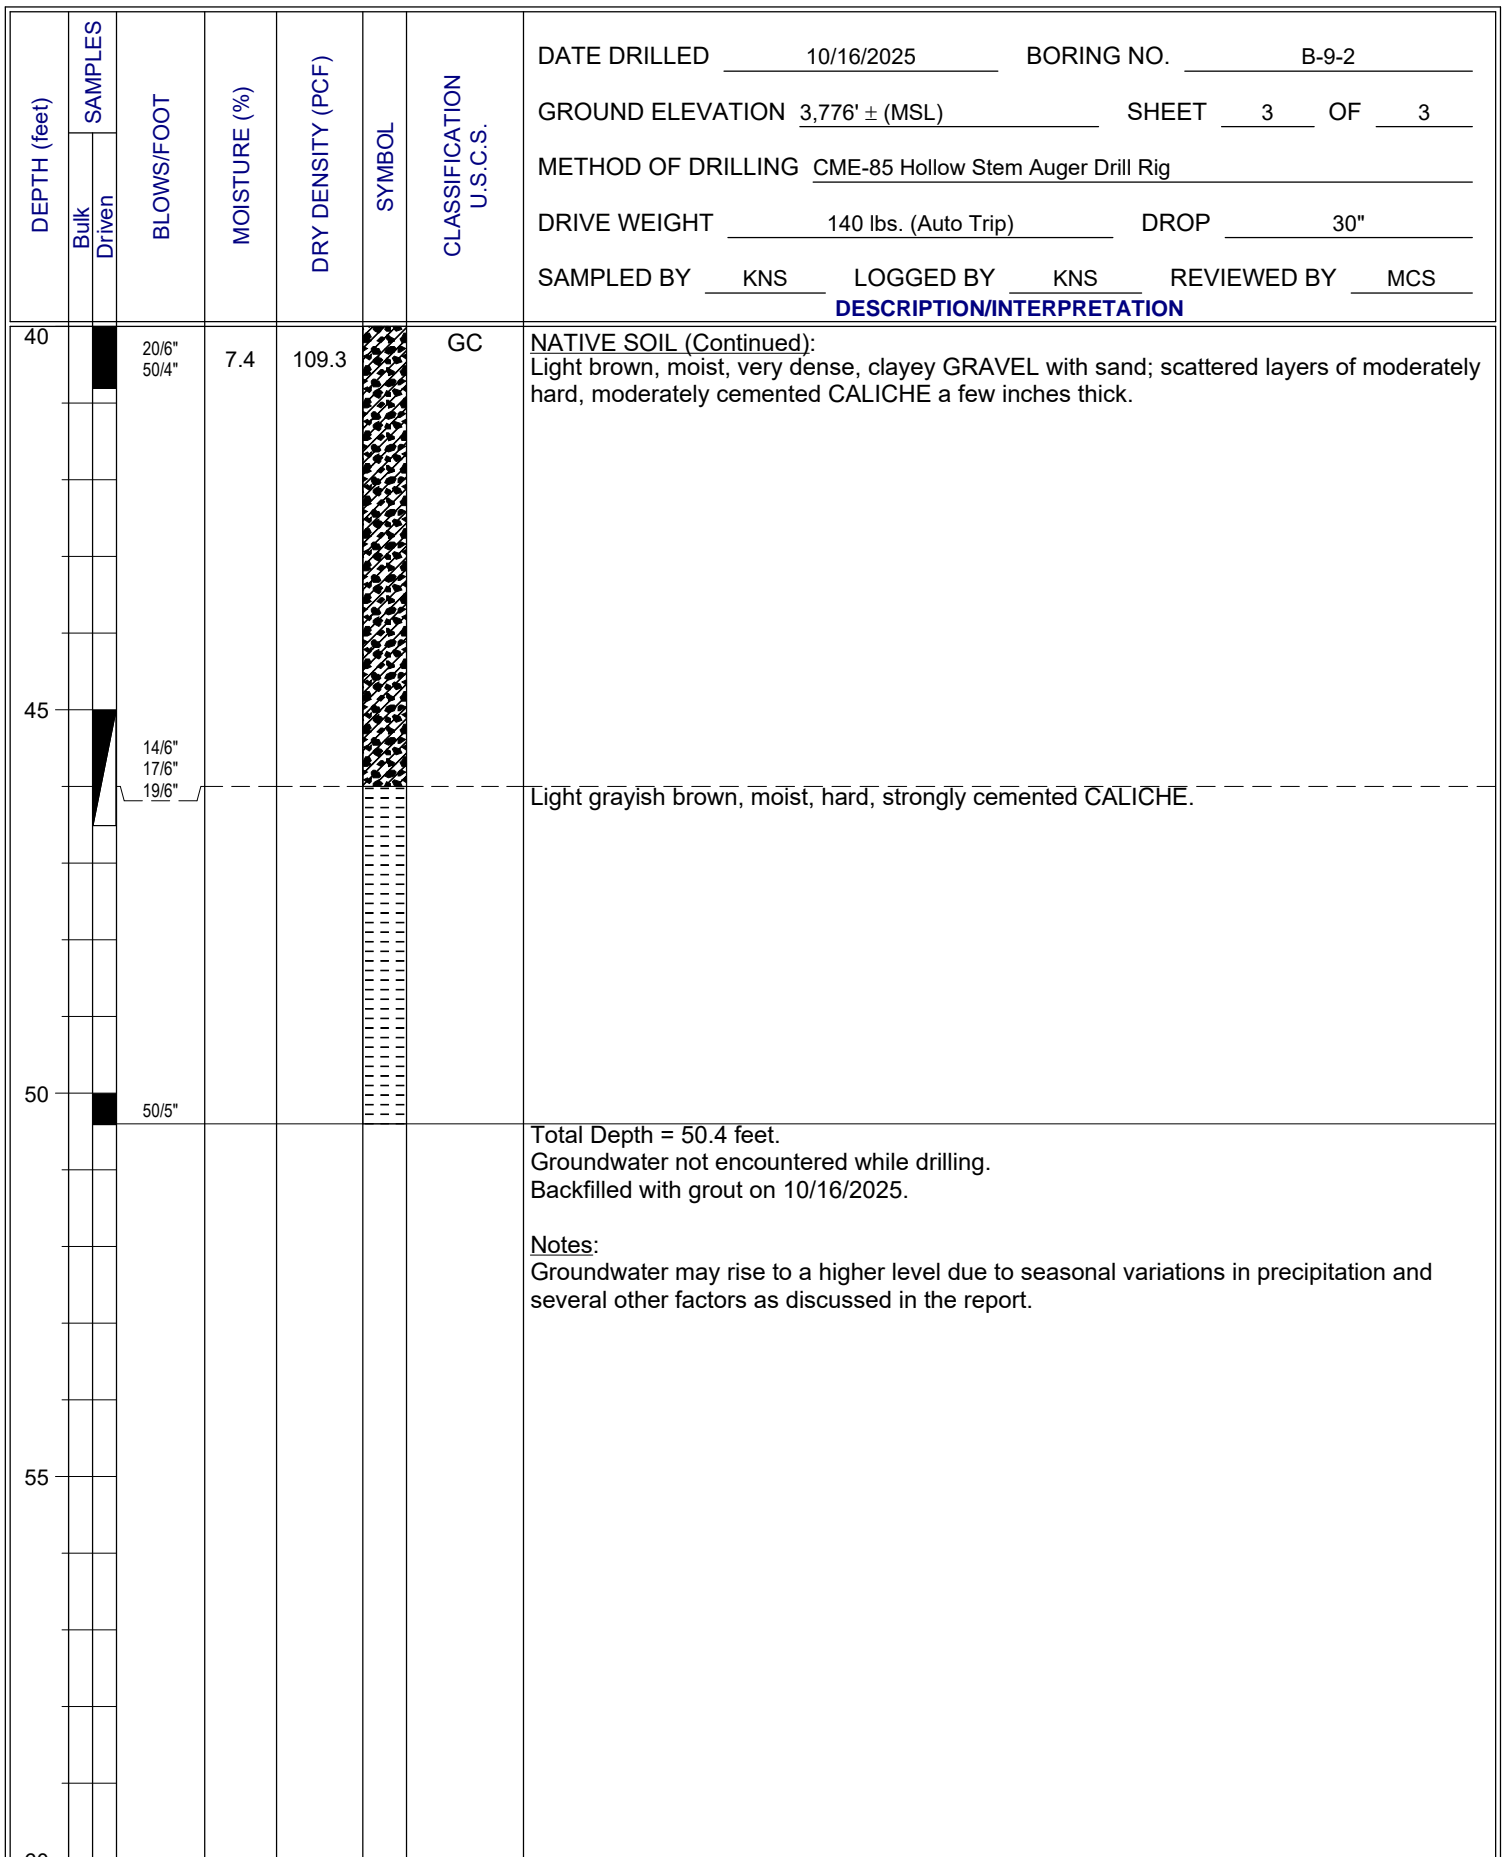 DEPTH (feet)
SAMPLES
Bulk
Driven
BLOWS/FOOT
MOISTURE (%)
DRY DENSITY (PCF)
SYMBOL
CLASSIFICATION
U.S.C.S.
DATE DRILLED 10/16/2025 BORING NO. B-9-2
GROUND ELEVATION 3,776' ± (MSL) SHEET 3 OF 3
METHOD OF DRILLING CME-85 Hollow Stem Auger Drill Rig
DRIVE WEIGHT 140 lbs. (Auto Trip) DROP 30"
SAMPLED BY KNS LOGGED BY KNS REVIEWED BY MCS
DESCRIPTION/INTERPRETATION
40
20/6"
50/4"
7.4
109.3
GC
NATIVE SOIL (Continued):
Light brown, moist, very dense, clayey GRAVEL with sand; scattered layers of moderately
hard, moderately cemented CALICHE a few inches thick.
45
14/6"
17/6"
19/6"
Light grayish brown, moist, hard, strongly cemented CALICHE.
50
50/5"
Total Depth = 50.4 feet.
Groundwater not encountered while drilling.
Backfilled with grout on 10/16/2025.
Notes:
Groundwater may rise to a higher level due to seasonal variations in precipitation and
several other factors as discussed in the report.
55